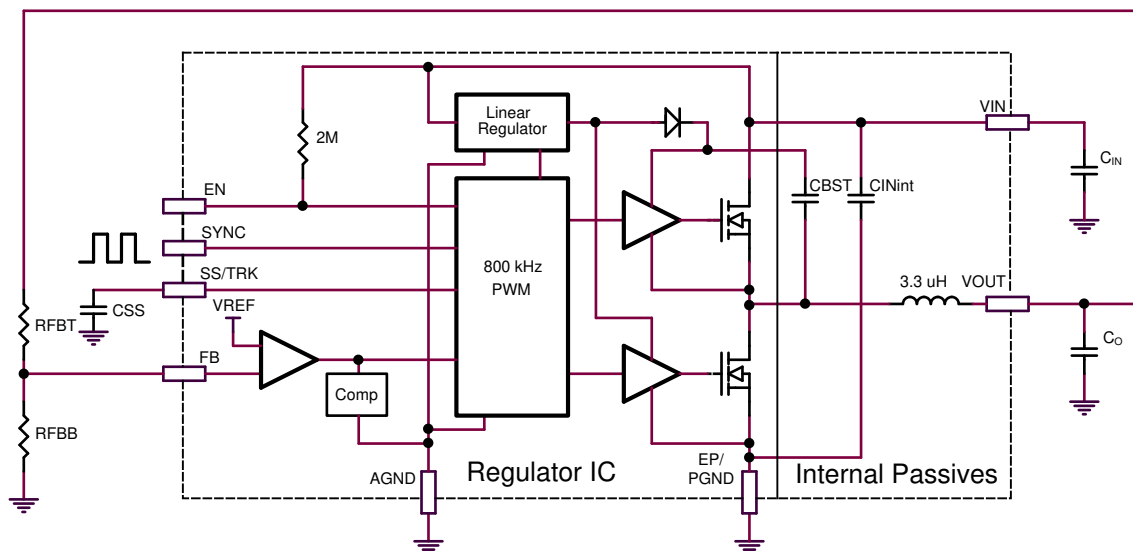 VIN
Linear
Regulator
2M
CIN
EN
CBST
CINint
SYNC
SS/TRK
800 kHz
PWM
3.3 uH
VOUT
CSS
VREF
RFBT
CO
FB
Comp
RFBB
EP/
PGND
AGND
Regulator IC
Internal Passives